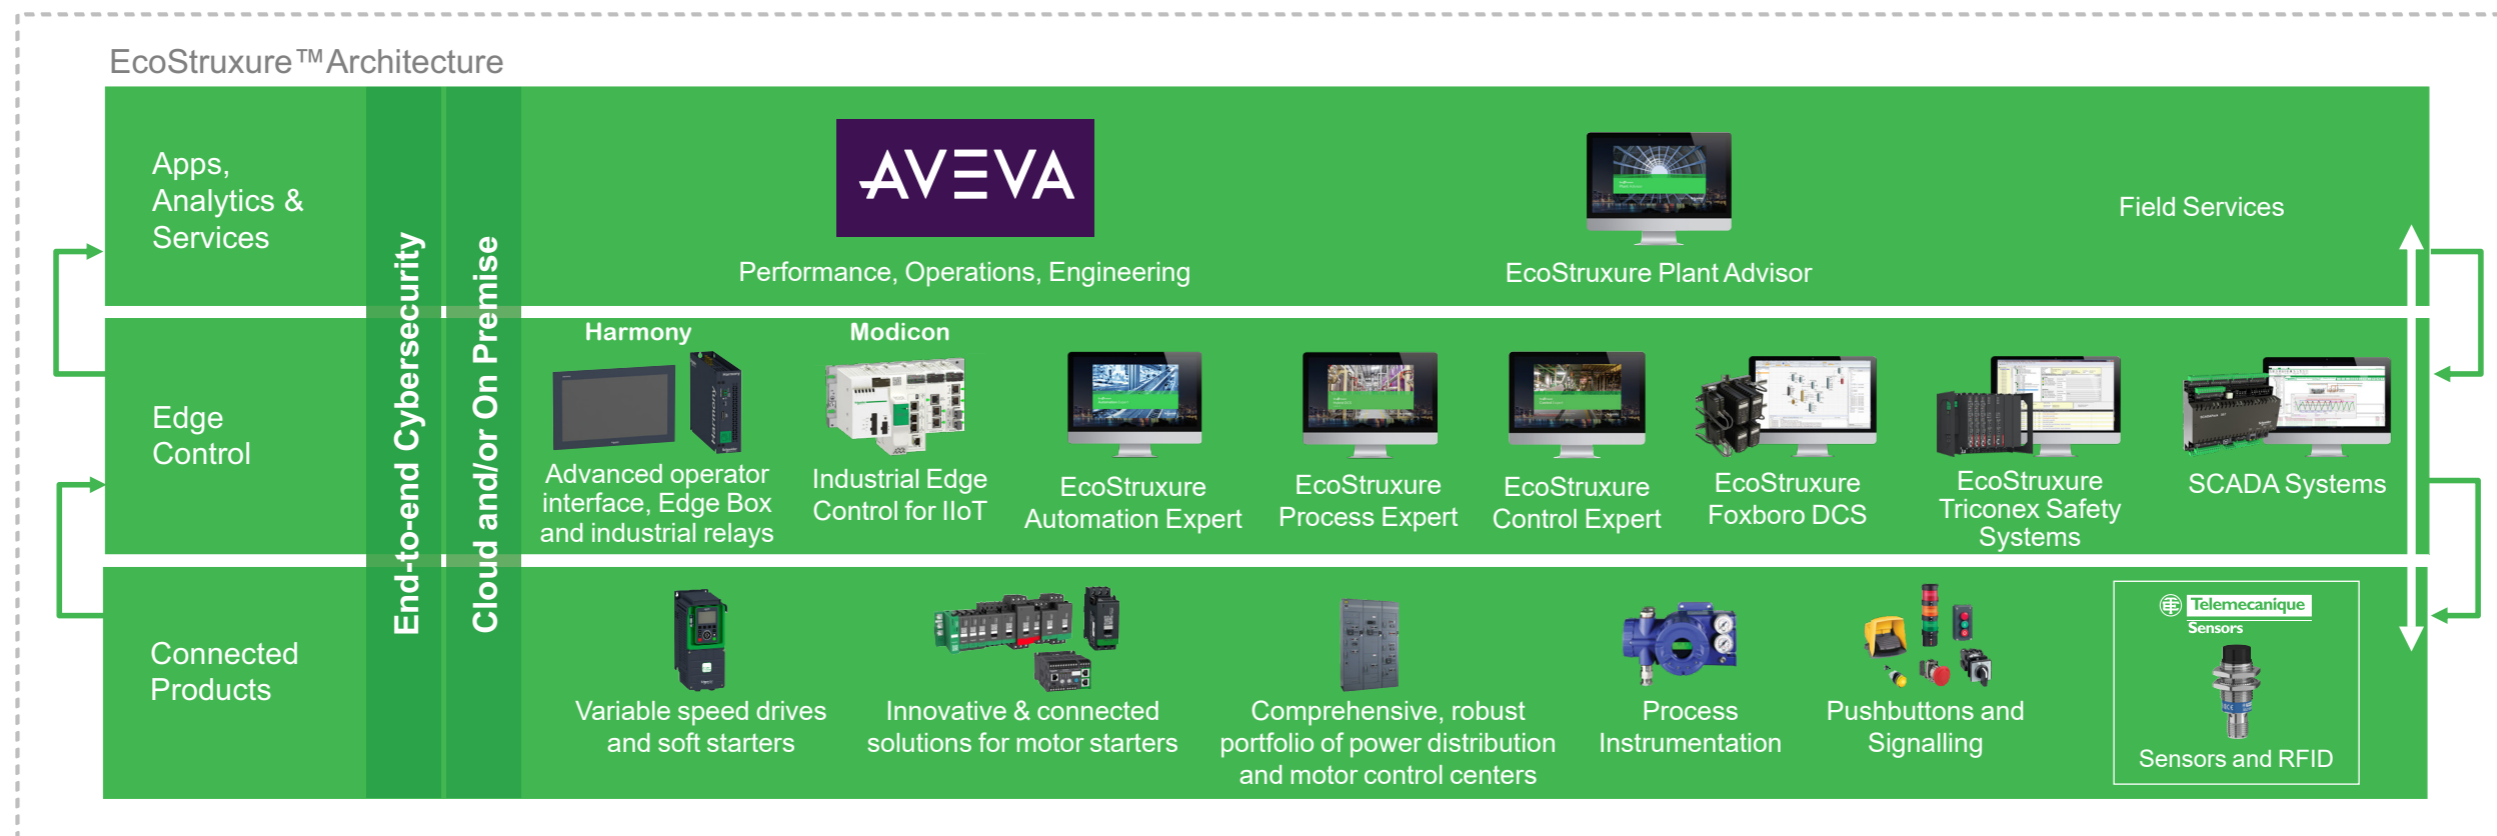 EcoStruxure™Architecture
Apps,
Analytics &
Services
End-to-end Cybersecurity
Cloud and/or On Premise
AVEVA
Performance, Operations, Engineering
EcoStruxure Plant Advisor
Field Services
Edge
Control
Harmony
Harmony
Advanced operator
interface, Edge Box
and industrial relays
Modicon
Industrial Edge
Control for IIoT
EcoStruxure
Automation Expert
EcoStruxure
Process Expert
EcoStruxure
Control Expert
EcoStruxure
Foxboro DCS
EcoStruxure
Triconex Safety
Systems
SCADA Systems
Connected
Products
Variable speed drives
and soft starters
Innovative & connected
solutions for motor starters
Comprehensive, robust
portfolio of power distribution
and motor control centers
Process
Instrumentation
Pushbuttons and
Signalling
Telemecanique
Sensors
Sensors and RFID